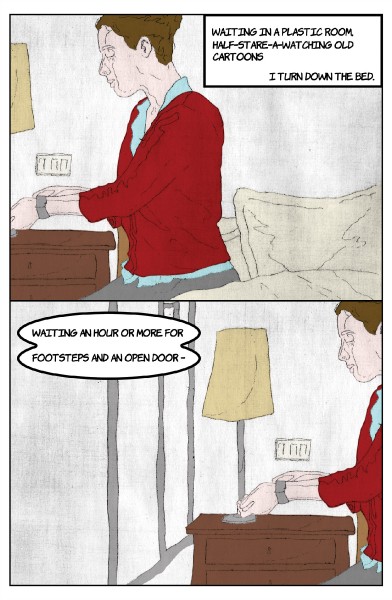 WAITING IN A PLASTIC ROOM.
HALF-STARE-A-WATCHING OLD
CARTOONS
I TURN DOWN THE BED.
WAITING AN HOUR OR MORE FOR
FOOTSTEPS AND AN OPEN DOOR -